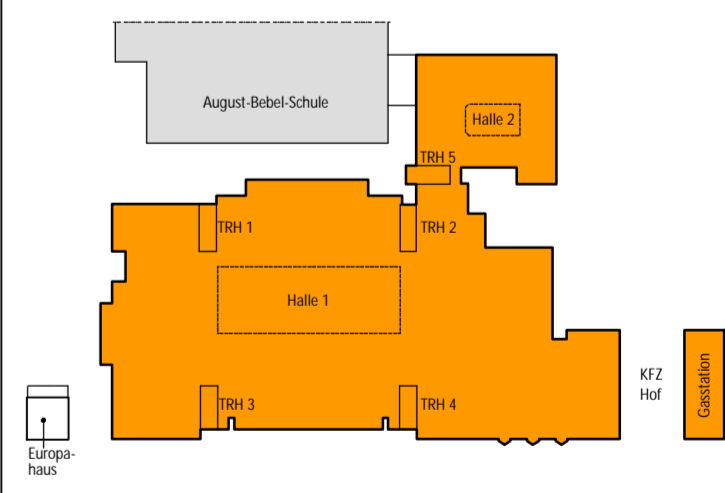 August-Bebel-Schule
Halle 2
TRH 5
TRH 1
TRH 2
Halle 1
KFZ
Hof
Gasstation
TRH 3
TRH 4
Europa-
haus